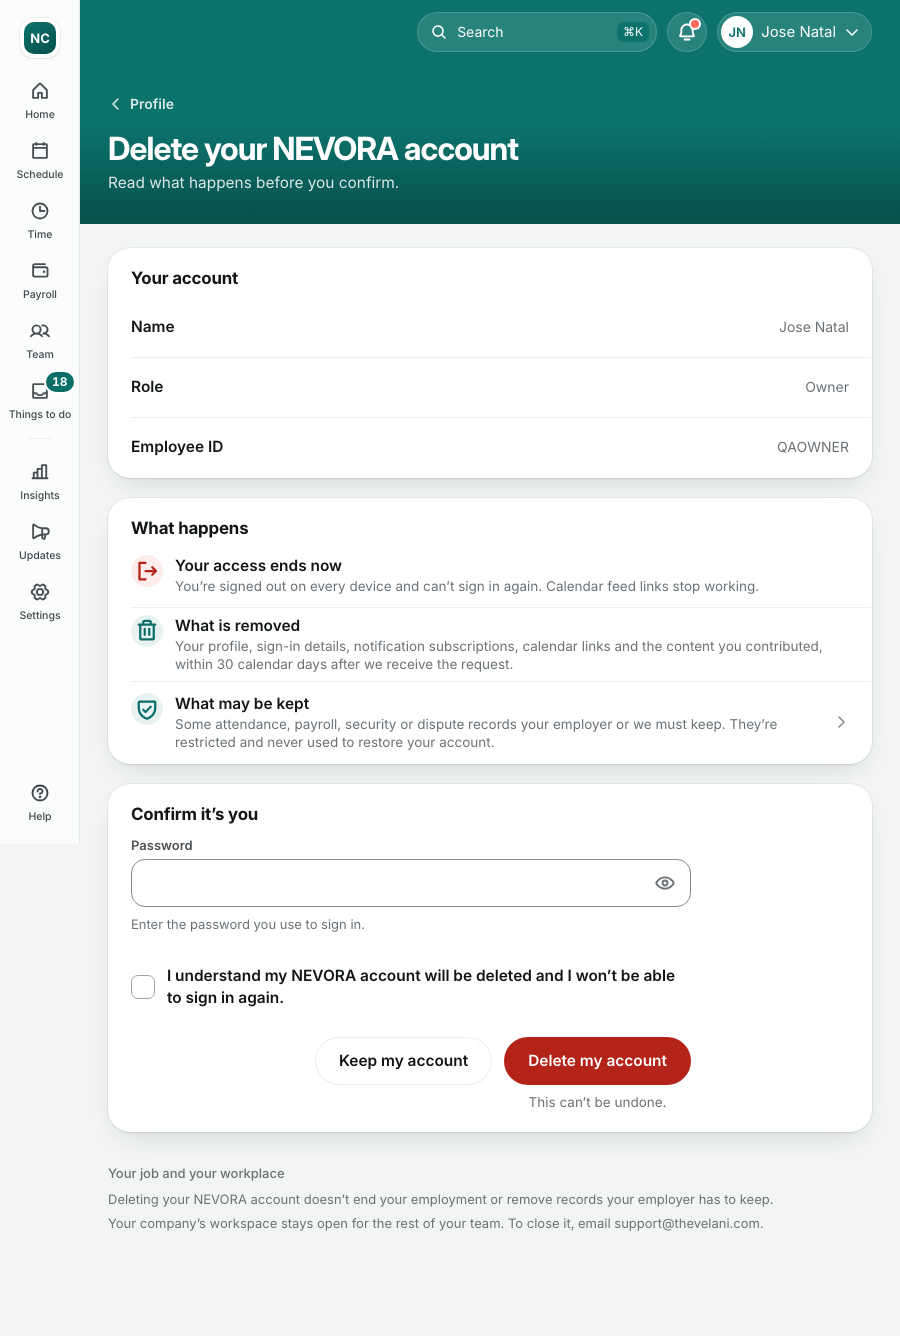 NC
Home
Schedule
Time
Payroll
Team
18
Things to do
Insights
Updates
Settings
Help
Search
⌘K
JN
Jose Natal
Profile
Delete your NEVORA account
Read what happens before you confirm.
Your account
Name
Jose Natal
Role
Owner
Employee ID
QAOWNER
What happens
Your access ends now
You’re signed out on every device and can’t sign in again. Calendar feed links stop working.
What is removed
Your profile, sign-in details, notification subscriptions, calendar links and the content you contributed,
within 30 calendar days after we receive the request.
What may be kept
Some attendance, payroll, security or dispute records your employer or we must keep. They’re
restricted and never used to restore your account.
Confirm it’s you
Password
Enter the password you use to sign in.
I understand my NEVORA account will be deleted and I won’t be able
to sign in again.
Keep my account
Delete my account
This can’t be undone.
Your job and your workplace
Deleting your NEVORA account doesn’t end your employment or remove records your employer has to keep.
Your company’s workspace stays open for the rest of your team. To close it, email support@thevelani.com.